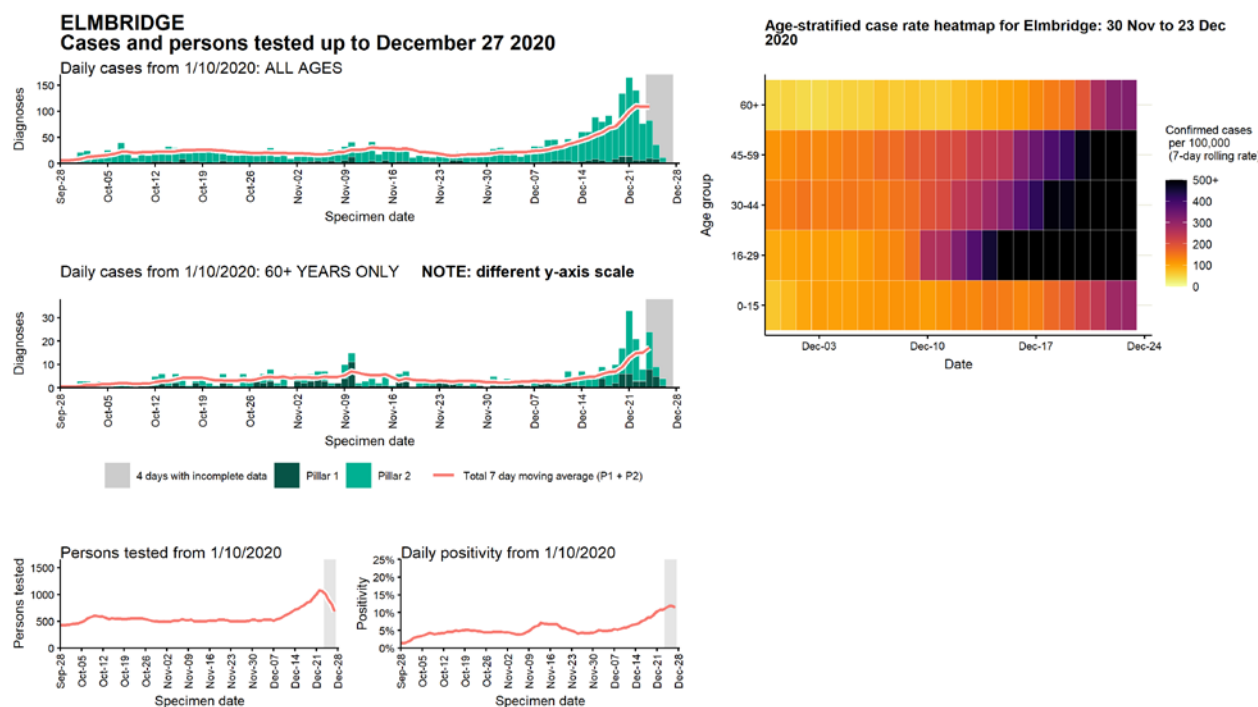 ELMBRIDGE
Cases and persons tested up to December 27 2020
Daily cases from 1/10/2020: ALL AGES
Diagnoses
150
100
50
0
Sep-28
Oct-05
Oct-12
Oct-19
Oct-26
Nov-02
Nov-09
Nov-16
Nov-23
Nov-30
Dec-07
Dec-14
Dec-21
Dec-28
Specimen date
Daily cases from 1/10/2020: 60+ YEARS ONLY NOTE: different y-axis scale
Diagnoses
30
20
10
0
Sep-28
Oct-05
Oct-12
Oct-19
Oct-26
Nov-02
Nov-09
Nov-16
Nov-23
Nov-30
Dec-07
Dec-14
Dec-21
Dec-28
Specimen date
4 days with incomplete data Pillar 1 Pillar 2 Total 7 day moving average (P1 + P2)
Persons tested from 1/10/2020
Persons tested
1500
1000
500
0
Sep-28
Oct-05
Oct-12
Oct-19
Oct-26
Nov-02
Nov-09
Nov-16
Nov-23
Nov-30
Dec-07
Dec-14
Dec-21
Dec-28
Specimen date
Daily positivity from 1/10/2020
Positivity
25%
20%
15%
10%
5%
0%
Sep-28
Oct-05
Oct-12
Oct-19
Oct-26
Nov-02
Nov-09
Nov-16
Nov-23
Nov-30
Dec-07
Dec-14
Dec-21
Dec-28
Specimen date
Age-stratified case rate heatmap for Elmbridge: 30 Nov to 23 Dec
2020
Age group
60+
45-59
30-44
16-29
0-15
Dec-03
Dec-10
Dec-17
Dec-24
Date
Confirmed cases
per 100,000
(7-day rolling rate)
500+
400
300
200
100
0